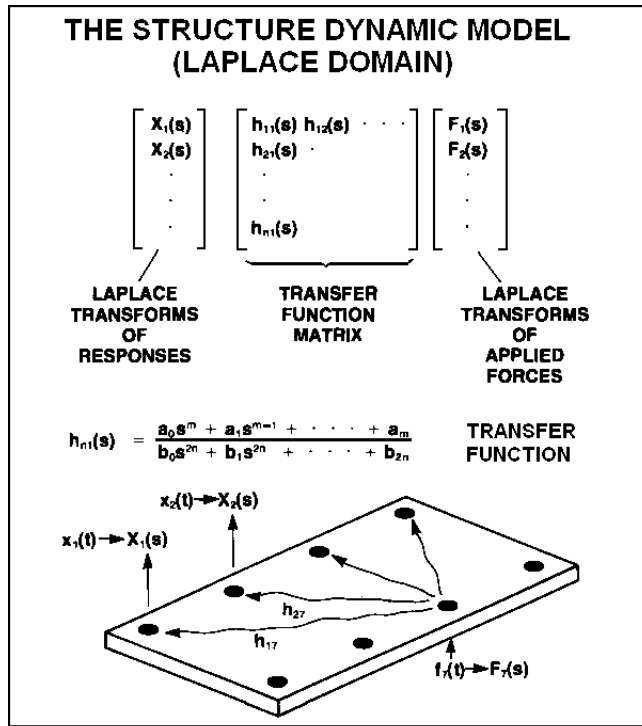 THE STRUCTURE DYNAMIC MODEL
(LAPLACE DOMAIN)
X₁(s) h₁₁(s) h₁₂(s) · · · F₁(s)
X₂(s) h₂₁(s) · F₂(s)
· · ·
· · ·
· hₙ₁(s) ·
LAPLACE TRANSFORMS OF RESPONSES
TRANSFER FUNCTION MATRIX
LAPLACE TRANSFORMS OF APPLIED FORCES
a₀sᵐ + a₁sᵐ⁻¹ + · · · + aₘ
hₙ₁(s) =
b₀s²ⁿ + b₁s²ⁿ + · · · + b₂ₙ
TRANSFER
FUNCTION
x₂(t)→X₂(s)
x₁(t)→X₁(s)
h₂₇
h₁₇
f₇(t)→F₇(s)